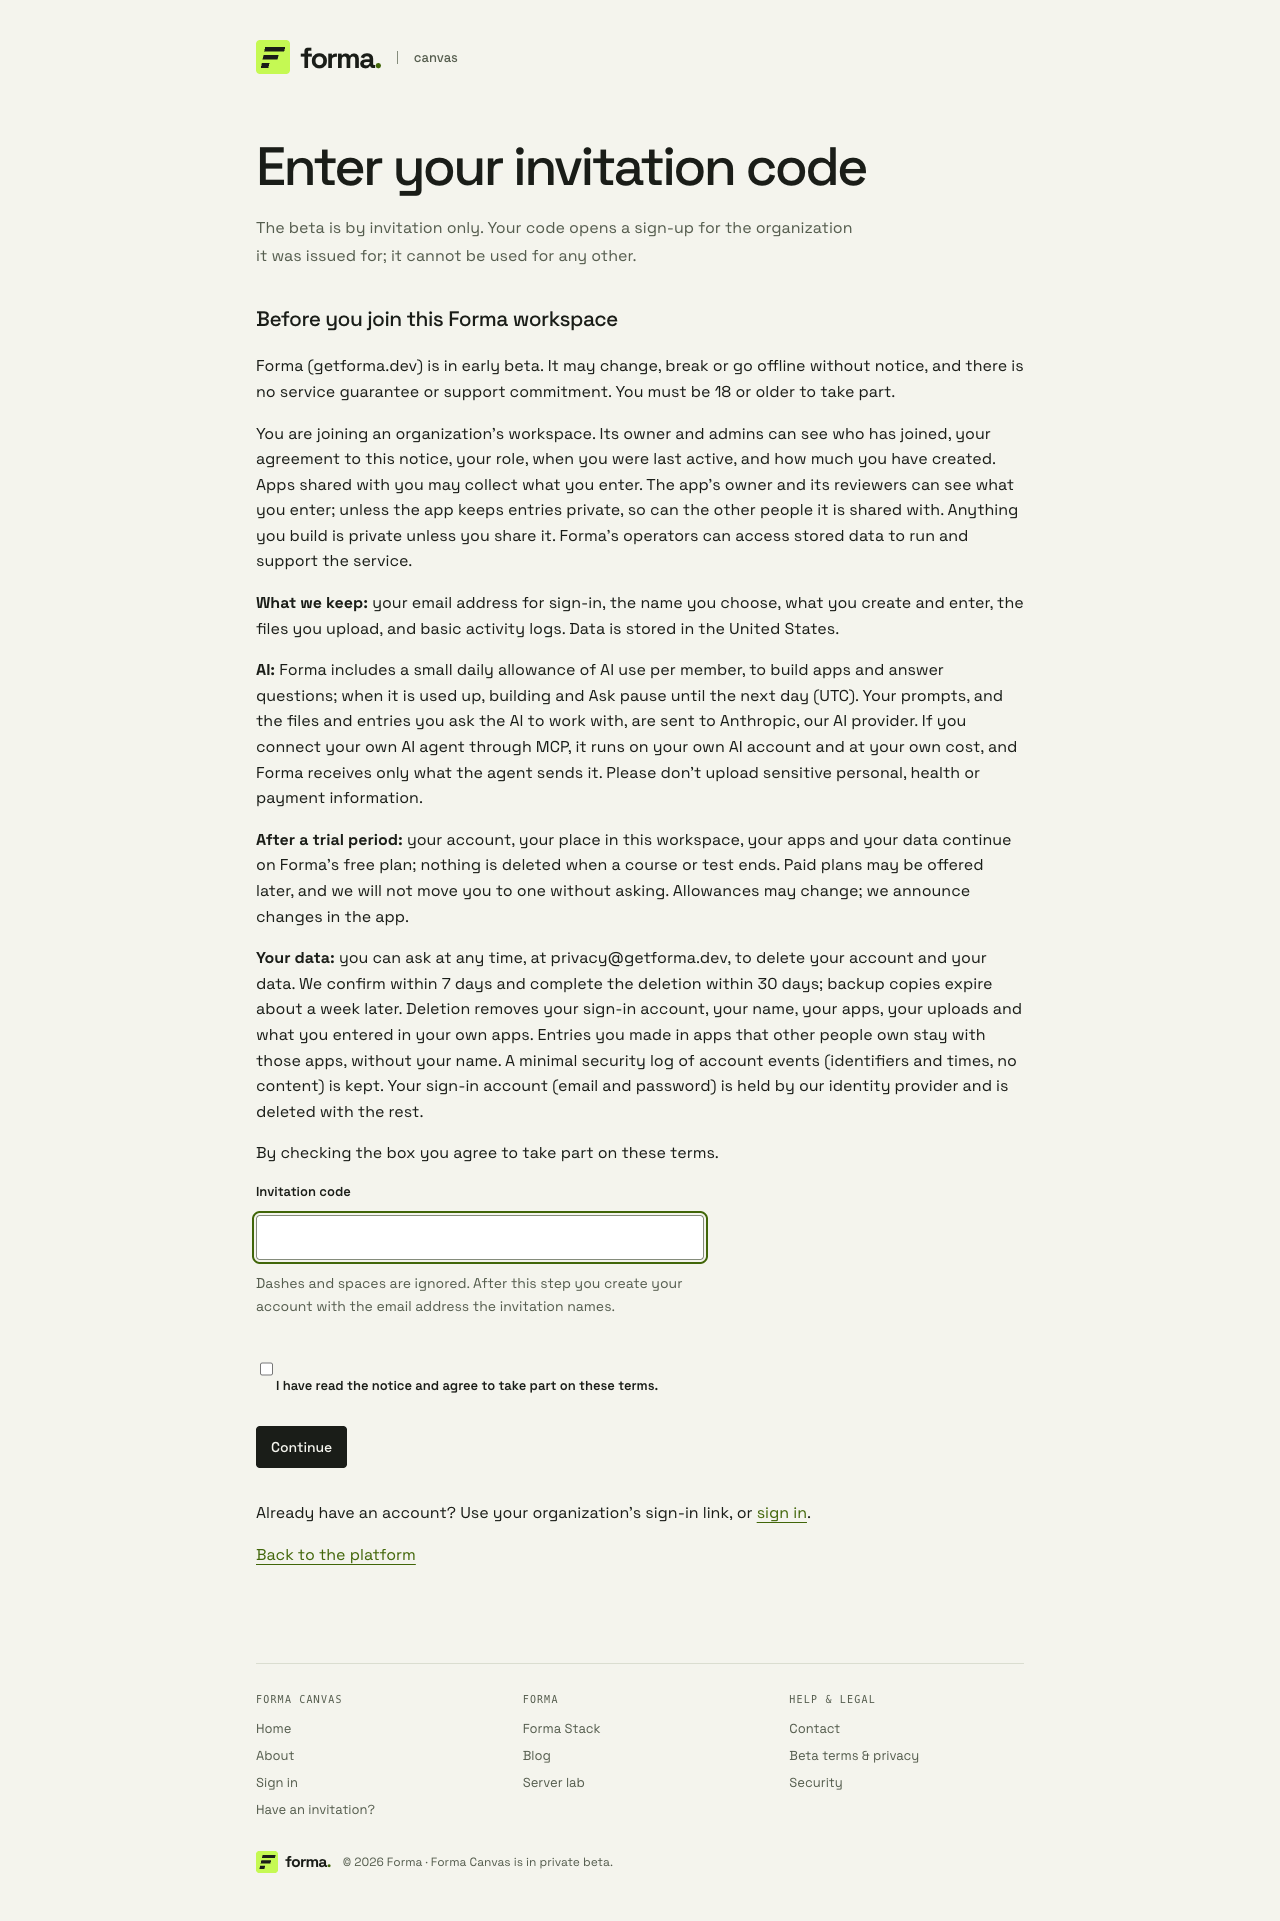 forma. | canvas
Enter your invitation code
The beta is by invitation only. Your code opens a sign-up for the organization
it was issued for; it cannot be used for any other.
Before you join this Forma workspace
Forma (getforma.dev) is in early beta. It may change, break or go offline without notice, and there is
no service guarantee or support commitment. You must be 18 or older to take part.
You are joining an organization’s workspace. Its owner and admins can see who has joined, your
agreement to this notice, your role, when you were last active, and how much you have created.
Apps shared with you may collect what you enter. The app’s owner and its reviewers can see what
you enter; unless the app keeps entries private, so can the other people it is shared with. Anything
you build is private unless you share it. Forma’s operators can access stored data to run and
support the service.
What we keep: your email address for sign-in, the name you choose, what you create and enter, the
files you upload, and basic activity logs. Data is stored in the United States.
AI: Forma includes a small daily allowance of AI use per member, to build apps and answer
questions; when it is used up, building and Ask pause until the next day (UTC). Your prompts, and
the files and entries you ask the AI to work with, are sent to Anthropic, our AI provider. If you
connect your own AI agent through MCP, it runs on your own AI account and at your own cost, and
Forma receives only what the agent sends it. Please don’t upload sensitive personal, health or
payment information.
After a trial period: your account, your place in this workspace, your apps and your data continue
on Forma’s free plan; nothing is deleted when a course or test ends. Paid plans may be offered
later, and we will not move you to one without asking. Allowances may change; we announce
changes in the app.
Your data: you can ask at any time, at privacy@getforma.dev, to delete your account and your
data. We confirm within 7 days and complete the deletion within 30 days; backup copies expire
about a week later. Deletion removes your sign-in account, your name, your apps, your uploads and
what you entered in your own apps. Entries you made in apps that other people own stay with
those apps, without your name. A minimal security log of account events (identifiers and times, no
content) is kept. Your sign-in account (email and password) is held by our identity provider and is
deleted with the rest.
By checking the box you agree to take part on these terms.
Invitation code
Dashes and spaces are ignored. After this step you create your
account with the email address the invitation names.
I have read the notice and agree to take part on these terms.
Continue
Already have an account? Use your organization’s sign-in link, or sign in.
Back to the platform
FORMA CANVAS
Home
About
Sign in
Have an invitation?
FORMA
Forma Stack
Blog
Server lab
HELP & LEGAL
Contact
Beta terms & privacy
Security
forma. © 2026 Forma · Forma Canvas is in private beta.